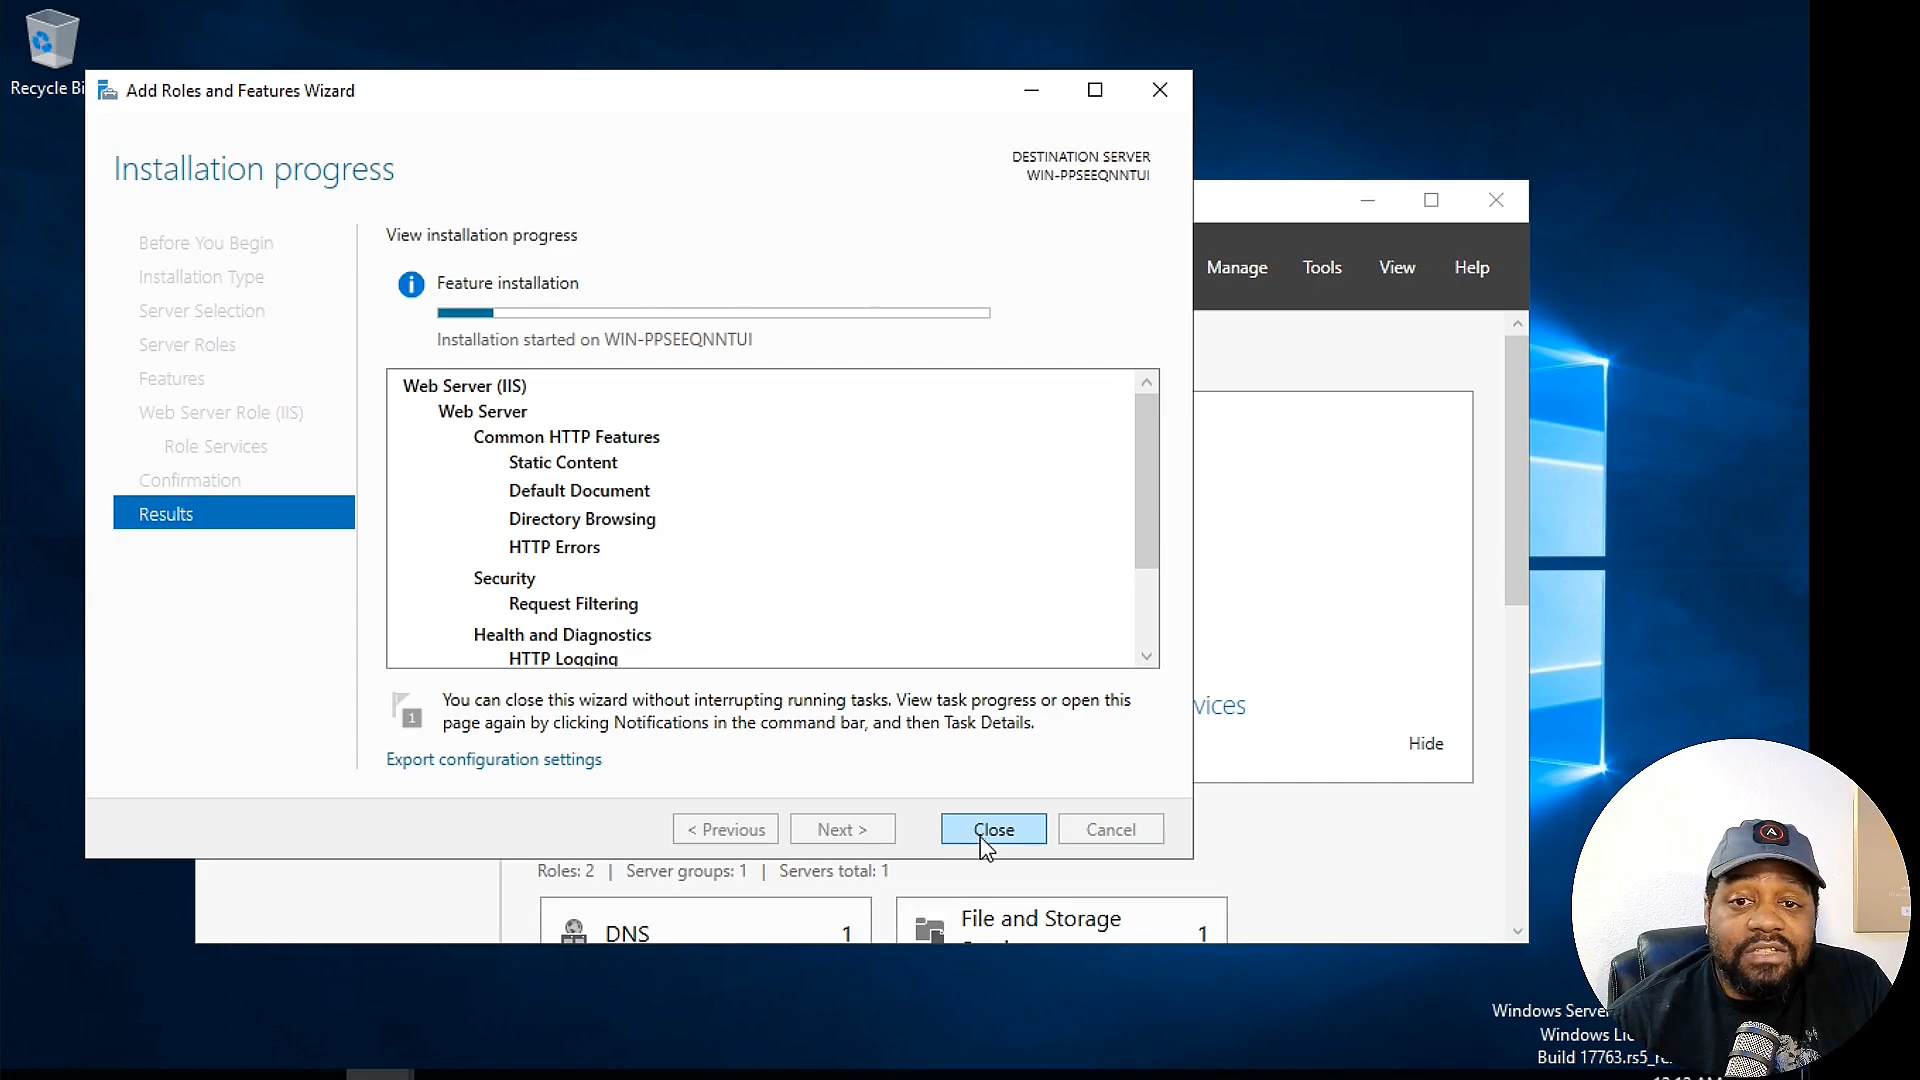 Recycle Bi
Add Roles and Features Wizard
Installation progress
DESTINATION SERVER
WIN-PPSEEQNNTUI
Before You Begin
Installation Type
Server Selection
Server Roles
Features
Web Server Role (IIS)
Role Services
Confirmation
Results
View installation progress
Feature installation
Installation started on WIN-PPSEEQNNTUI
Web Server (IIS)
Web Server
Common HTTP Features
Static Content
Default Document
Directory Browsing
HTTP Errors
Security
Request Filtering
Health and Diagnostics
HTTP Logging
1
You can close this wizard without interrupting running tasks. View task progress or open this
page again by clicking Notifications in the command bar, and then Task Details.
Export configuration settings
< Previous
Next >
Close
Cancel
Manage Tools View Help
vices
Hide
Roles: 2 | Server groups: 1 | Servers total: 1
DNS 1
File and Storage
1
Windows Server
Windows Lic
Build 17763.rs5_re